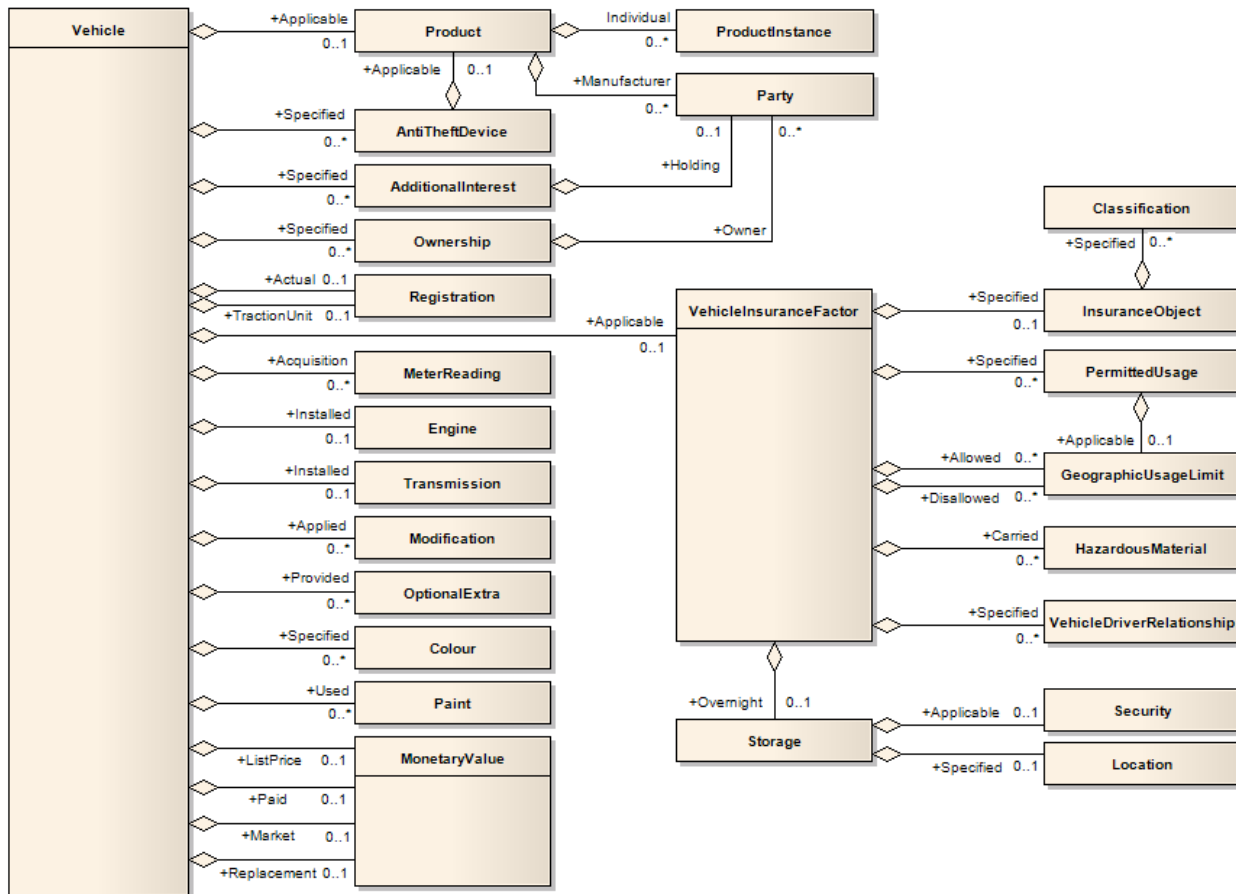 Vehicle
+Applicable
0..1
Product
Individual
0..*
ProductInstance
+Applicable
0..1
+Manufacturer
0..*
Party
+Specified
0..*
AntiTheftDevice
0..1
0..*
+Holding
+Specified
0..*
AdditionalInterest
+Specified
0..*
Ownership
+Owner
Classification
+Specified
0..*
+Actual 0..1
Registration
+TractionUnit 0..1
+Applicable
0..1
VehicleInsuranceFactor
+Specified
0..1
InsuranceObject
+Acquisition
0..*
MeterReading
+Specified
0..*
PermittedUsage
+Installed
0..1
Engine
+Applicable 0..1
+Installed
0..1
Transmission
+Allowed 0..*
GeographicUsageLimit
+Disallowed 0..*
+Applied
0..*
Modification
+Carried
0..*
HazardousMaterial
+Provided
0..*
OptionalExtra
+Specified
0..*
VehicleDriverRelationship
+Specified
0..*
Colour
+Used
0..*
Paint
+Overnight 0..1
Storage
+Applicable 0..1
Security
+Specified 0..1
Location
+ListPrice 0..1
MonetaryValue
+Paid 0..1
+Market 0..1
+Replacement 0..1